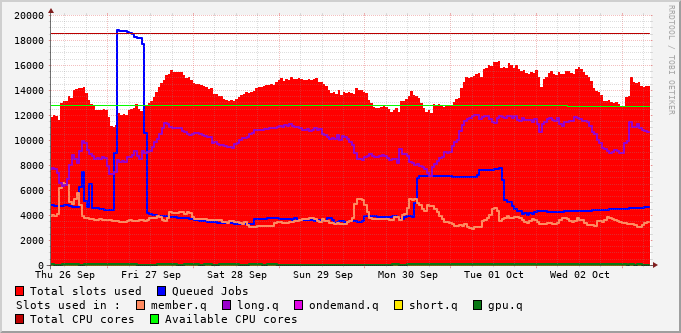 RRDTOOL / TOBI OETIKER
20000
18000
16000
14000
12000
10000
8000
6000
4000
2000
0
Thu 26 Sep Fri 27 Sep Sat 28 Sep Sun 29 Sep Mon 30 Sep Tue 01 Oct Wed 02 Oct
Total slots used Queued Jobs
Slots used in : member.q long.q ondemand.q short.q gpu.q
Total CPU cores Available CPU cores